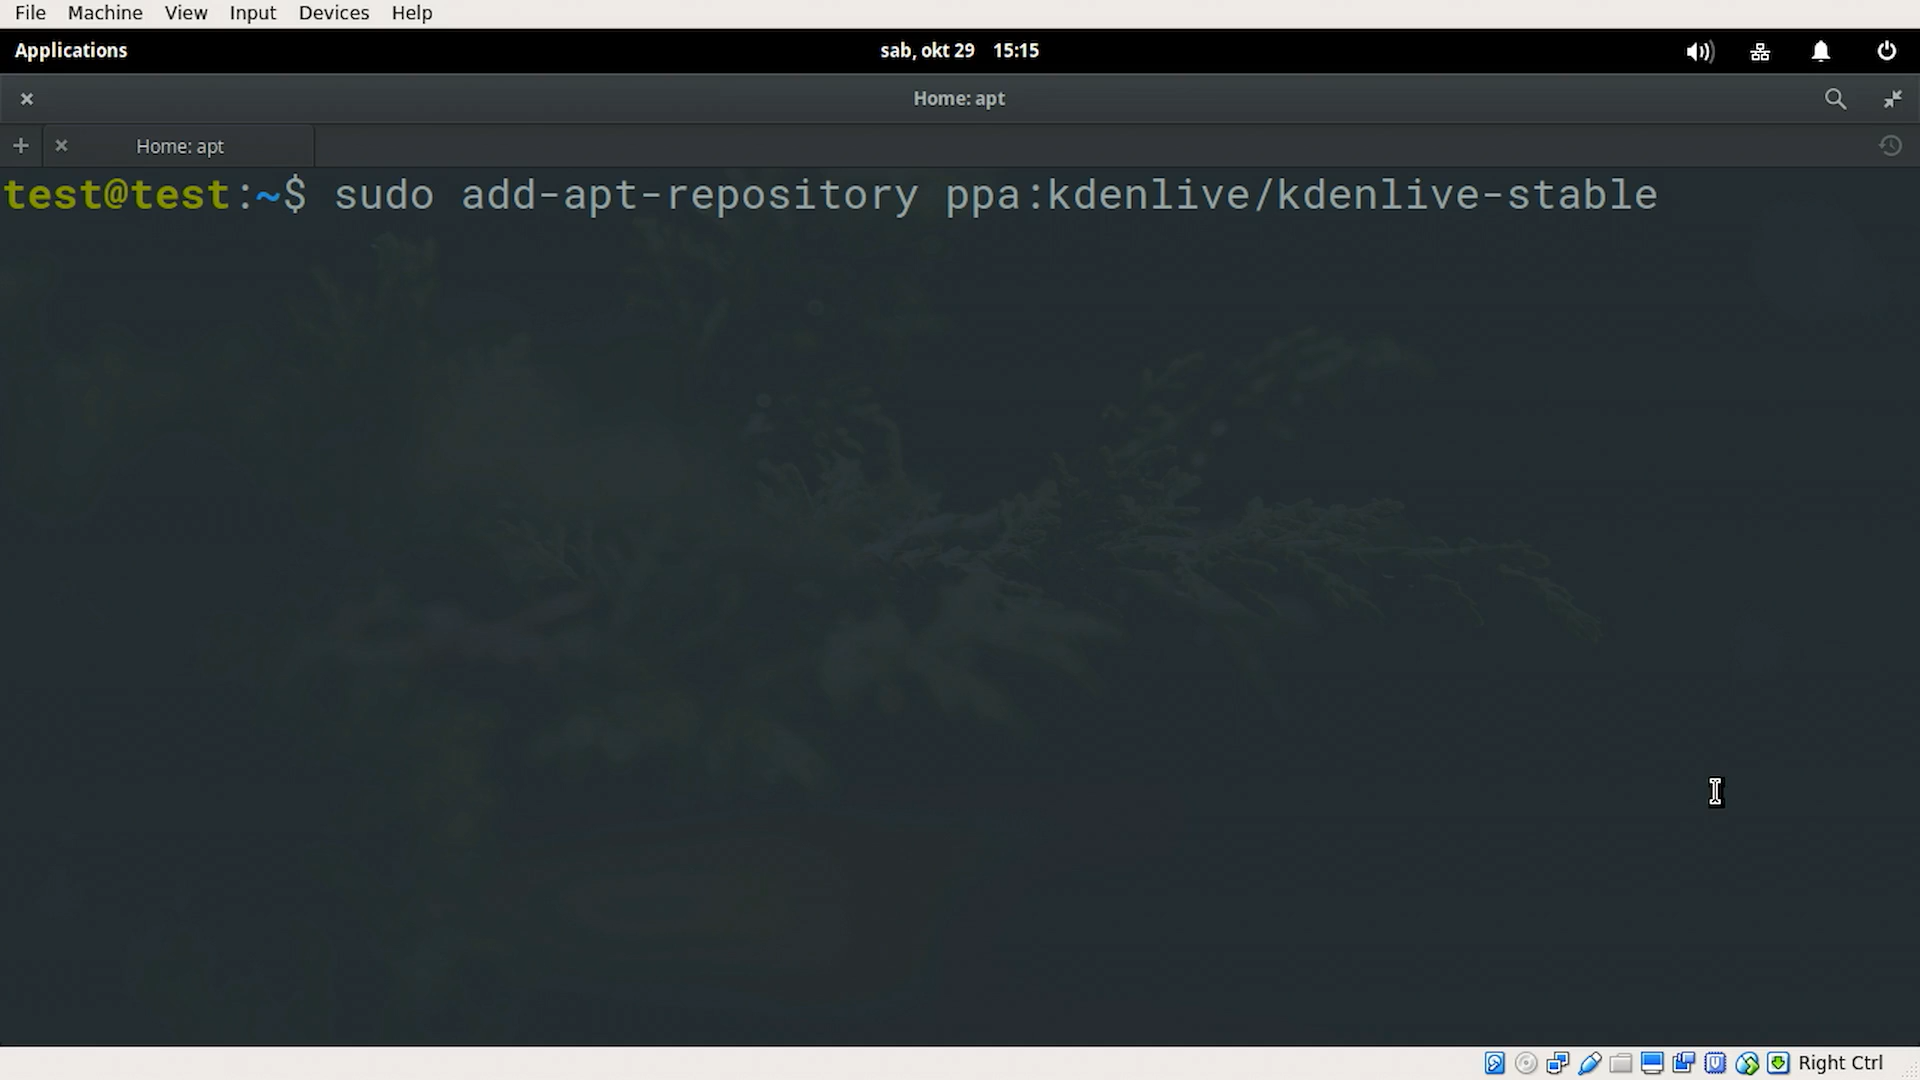 File Machine View Input Devices Help
Applications sab, okt 29 15:15
Home: apt
Home: apt
test@test:~$ sudo add-apt-repository ppa:kdenlive/kdenlive-stable
Right Ctrl